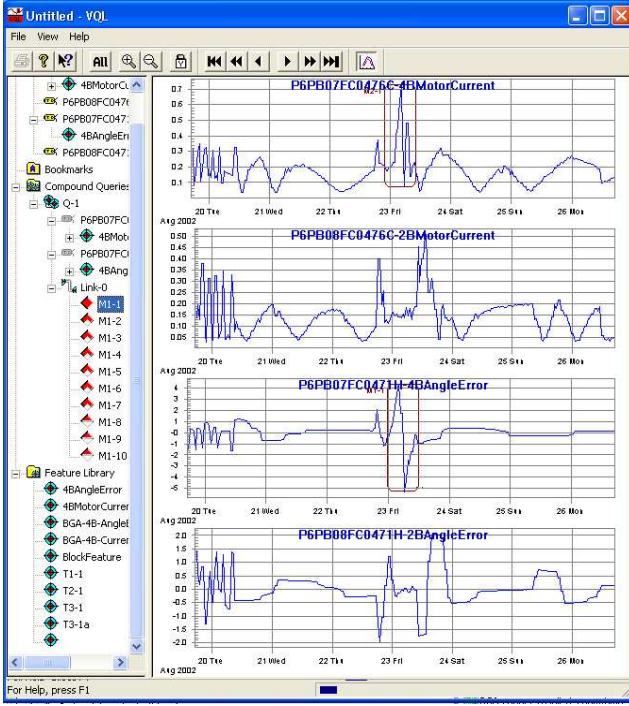 Untitled - VQL
File View Help
All
4BMotorCu
P6PB08FC0476
P6PB07FC047
4BAngleErr
P6PB08FC047
Bookmarks
Compound Queries
Q-1
P6PB07FC
4BMot
P6PB07FC
4BAng
Link-0
M1-1
M1-2
M1-3
M1-4
M1-5
M1-6
M1-7
M1-8
M1-9
M1-10
Feature Library
4BAngleError
4BMotorCurrer
BGA-4B-Angle
BGA-4B-Currer
BlockFeature
T1-1
T2-1
T3-1
T3-1a
P6PB07FC0476C-4BMotorCurrent
M2-1
0.7
0.6
0.5
0.4
0.3
0.2
0.1
20 Tue 21 Wed 22 Thu 23 Fri 24 Sat 25 Sun 26 Mon
Aug 2002
P6PB08FC0476C-2BMotorCurrent
0.50
0.45
0.40
0.35
0.30
0.25
0.20
0.15
0.10
0.05
20 Tue 21 Wed 22 Thu 23 Fri 24 Sat 25 Sun 26 Mon
Aug 2002
P6PB07FC0471H-4BAngleError
M1-1
4
3
2
1
-0
-1
-2
-3
-4
-5
20 Tue 21 Wed 22 Thu 23 Fri 24 Sat 25 Sun 26 Mon
Aug 2002
P6PB08FC0471H-2BAngleError
2.0
1.5
1.0
0.5
0.0
-0.5
-1.0
-1.5
-2.0
20 Tue 21 Wed 22 Thu 23 Fri 24 Sat 25 Sun 26 Mon
Aug 2002
For Help, press F1